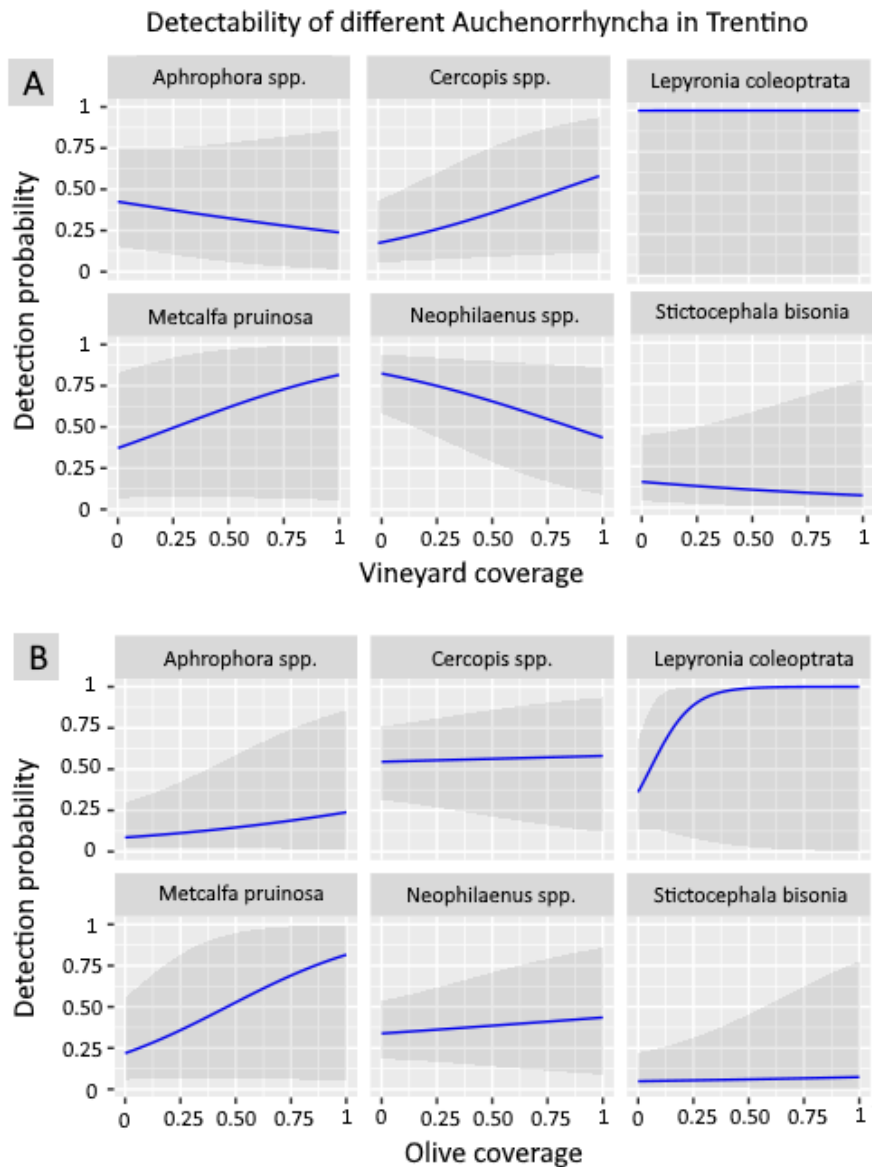 Detectability of different Auchenorrhyncha in Trentino
A
Aphrophora spp.
Cercopis spp.
Lepyronia coleoptrata
Detection probability
1
0.75
0.50
0.25
0
Metcalfa pruinosa
Neophilaenus spp.
Stictocephala bisonia
Detection probability
1
0.75
0.50
0.25
0
0 0.25 0.50 0.75 1
0 0.25 0.50 0.75 1
0 0.25 0.50 0.75 1
Vineyard coverage
B
Aphrophora spp.
Cercopis spp.
Lepyronia coleoptrata
Detection probability
1
0.75
0.50
0.25
0
Metcalfa pruinosa
Neophilaenus spp.
Stictocephala bisonia
Detection probability
1
0.75
0.50
0.25
0
0 0.25 0.50 0.75 1
0 0.25 0.50 0.75 1
0 0.25 0.50 0.75 1
Olive coverage